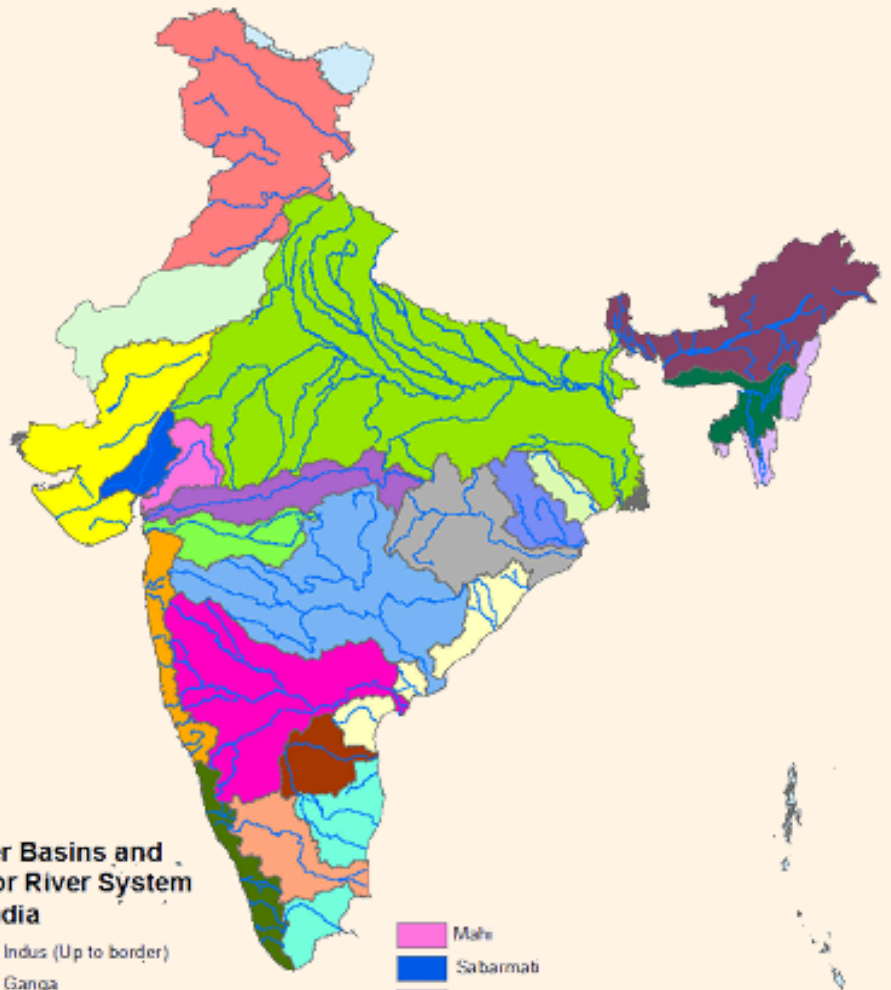 r Basins and
or River System
dia
Indus (Up to border)
Ganga
Mahi
Sabarmati